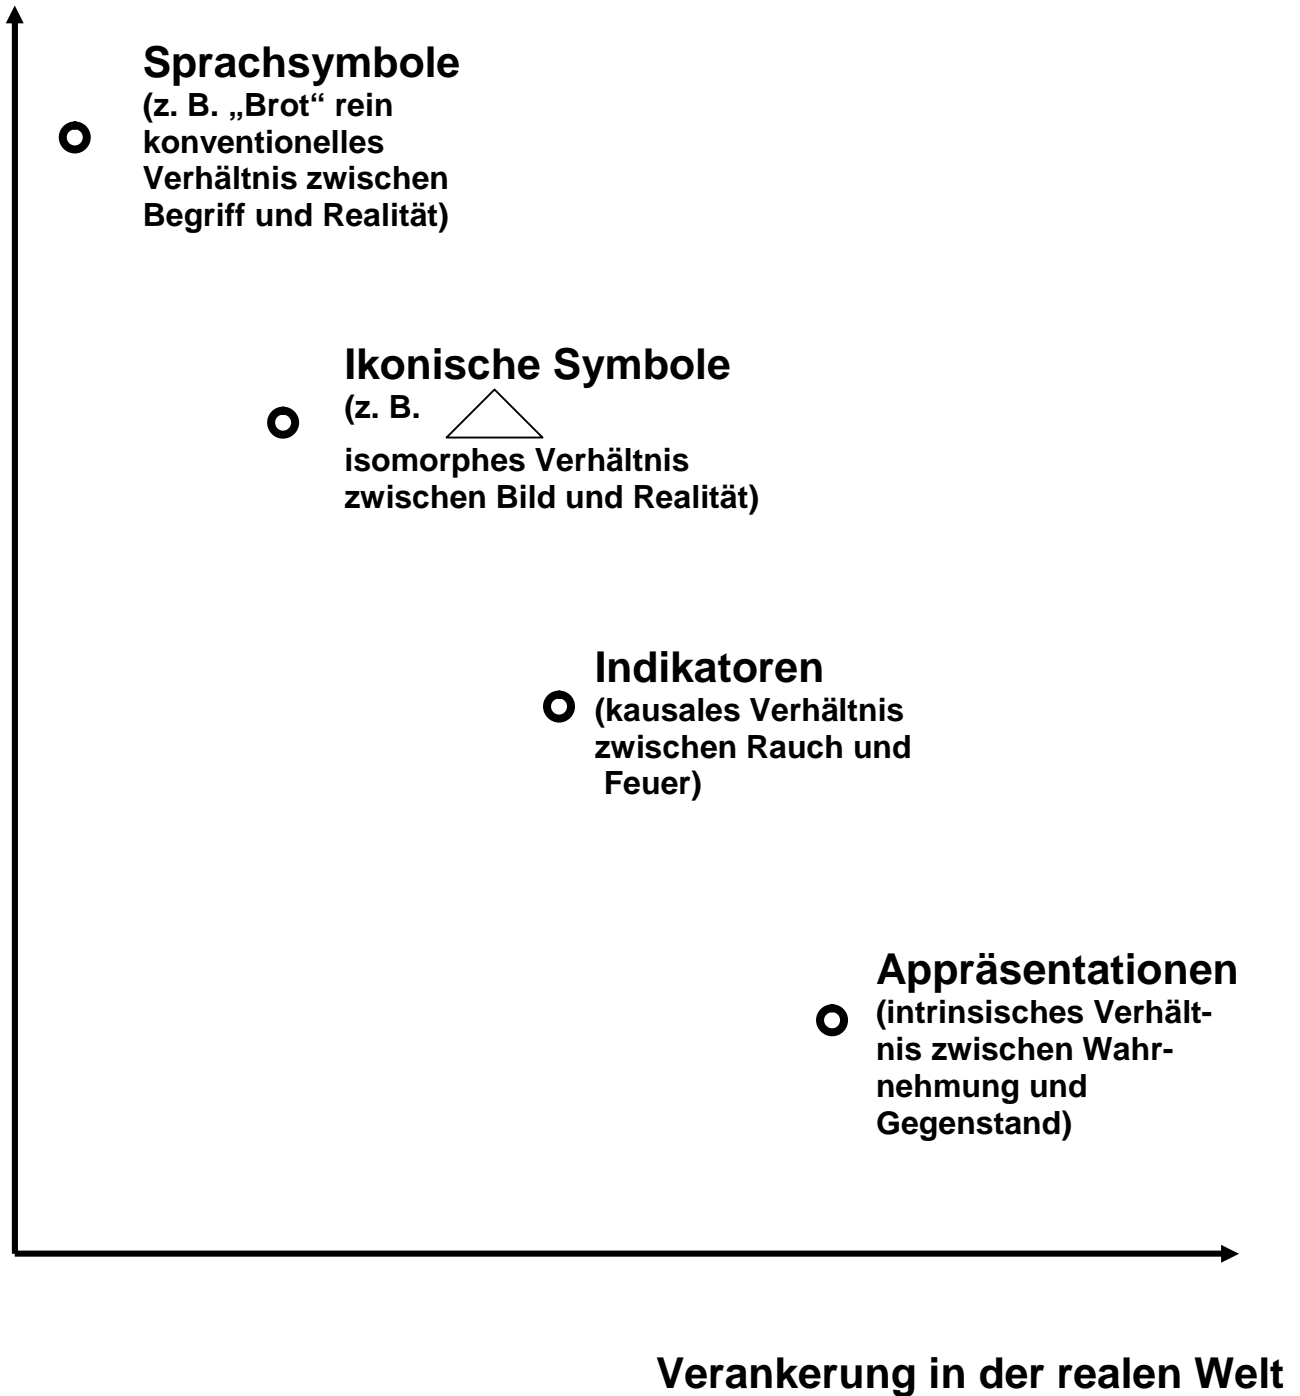 Sprachsymbole
(z. B. „Brot“ rein
konventionelles
Verhältnis zwischen
Begriff und Realität)
Ikonische Symbole
(z. B.
isomorphes Verhältnis
zwischen Bild und Realität)
Indikatoren
(kausales Verhältnis
zwischen Rauch und
Feuer)
Appräsentationen
(intrinsisches Verhält-
nis zwischen Wahr-
nehmung und
Gegenstand)
Verankerung in der realen Welt